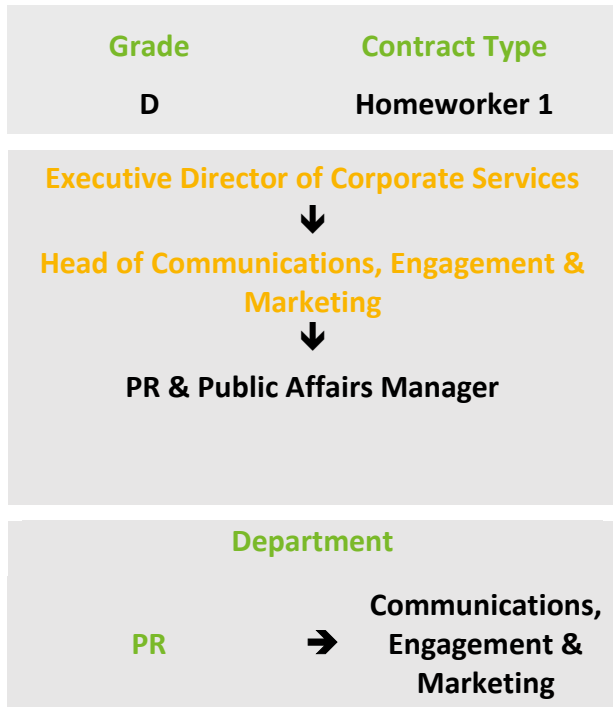 Grade Contract Type
D Homeworker 1
Executive Director of Corporate Services
↓
Head of Communications, Engagement &
Marketing
↓
PR & Public Affairs Manager
Department
PR ➔ Communications,
Engagement &
Marketing